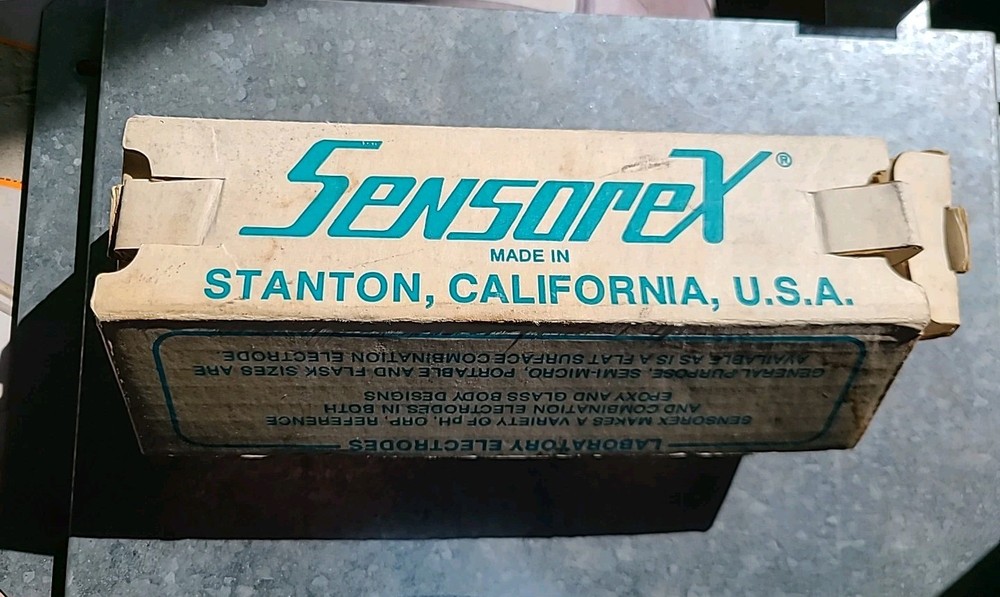 SENSOREX®
MADE IN
STANTON, CALIFORNIA, U.S.A.
LABORATORY ELECTRODES
SENSOREX MAKES A VARIETY OF pH, ORP, REFERENCE
AND COMBINATION ELECTRODES IN BOTH
EPOXY AND GLASS BODY DESIGNS
GENERAL-PURPOSE, SEMI-MICRO, PORTABLE AND FLASK SIZES ARE
AVAILABLE AS IS A FLAT SURFACE COMBINATION ELECTRODE.